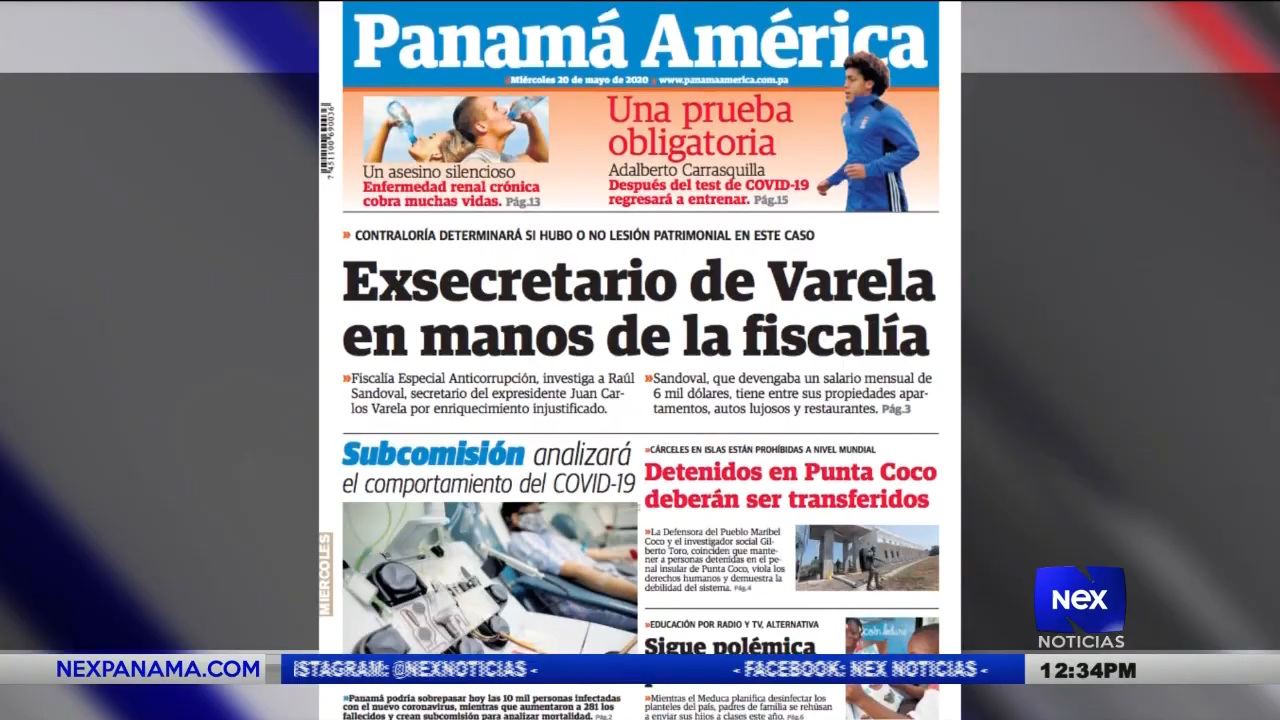 Panamá América
Miércoles 20 de mayo de 2020 • www.panamaamerica.com.pa
Un asesino silencioso
Enfermedad renal crónica
cobra muchas vidas. Pág.13
Una prueba
obligatoria
Adalberto Carrasquilla
Después del test de COVID-19
regresará a entrenar. Pág.15
7 451100 690036
» CONTRALORÍA DETERMINARÁ SI HUBO O NO LESIÓN PATRIMONIAL EN ESTE CASO
Exsecretario de Varela
en manos de la fiscalía
»Fiscalía Especial Anticorrupción, investiga a Raúl
Sandoval, secretario del expresidente Juan Car-
los Varela por enriquecimiento injustificado.
»Sandoval, que devengaba un salario mensual de
6 mil dólares, tiene entre sus propiedades apar-
tamentos, autos lujosos y restaurantes. Pág.3
Subcomisión analizará
el comportamiento del COVID-19
»CÁRCELES EN ISLAS ESTÁN PROHÍBIDAS A NIVEL MUNDIAL
Detenidos en Punta Coco
deberán ser transferidos
»La Defensora del Pueblo Maribel
Coco y el investigador social Gil-
berto Toro, coinciden que mante-
ner a personas detenidas en el pe-
nal insular de Punta Coco, viola los
derechos humanos y demuestra la
debilidad del sistema. Pág.4
MIÉRCOLES
»EDUCACIÓN POR RADIO Y TV, ALTERNATIVA
Sigue polémica
»Panamá podría sobrepasar hoy las 10 mil personas infectadas
con el nuevo coronavirus, mientras que aumentaron a 281 los
fallecidos y crean subcomisión para analizar mortalidad. Pág.2
»Mientras el Meduca planifica desinfectar los
planteles del país, padres de familia se rehúsan
a enviar sus hijos a clases este año. Pág.6
NEX
NOTICIAS
NEXPANAMA.COM
ISTAGRAM: @NEXNOTICIAS -
- FACEBOOK: NEX NOTICIAS -
12:34PM